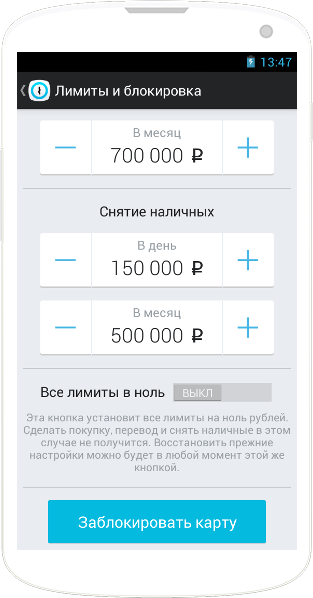 13:47
Лимиты и блокировка
В месяц
— 700 000 ₽ +
Снятие наличных
В день
— 150 000 ₽ +
В месяц
— 500 000 ₽ +
Все лимиты в ноль ВЫКЛ
Эта кнопка установит все лимиты на ноль рублей.
Сделать покупку, перевод и снять наличные в этом
случае не получится. Восстановить прежние
настройки можно будет в любой момент этой же
кнопкой.
Заблокировать карту